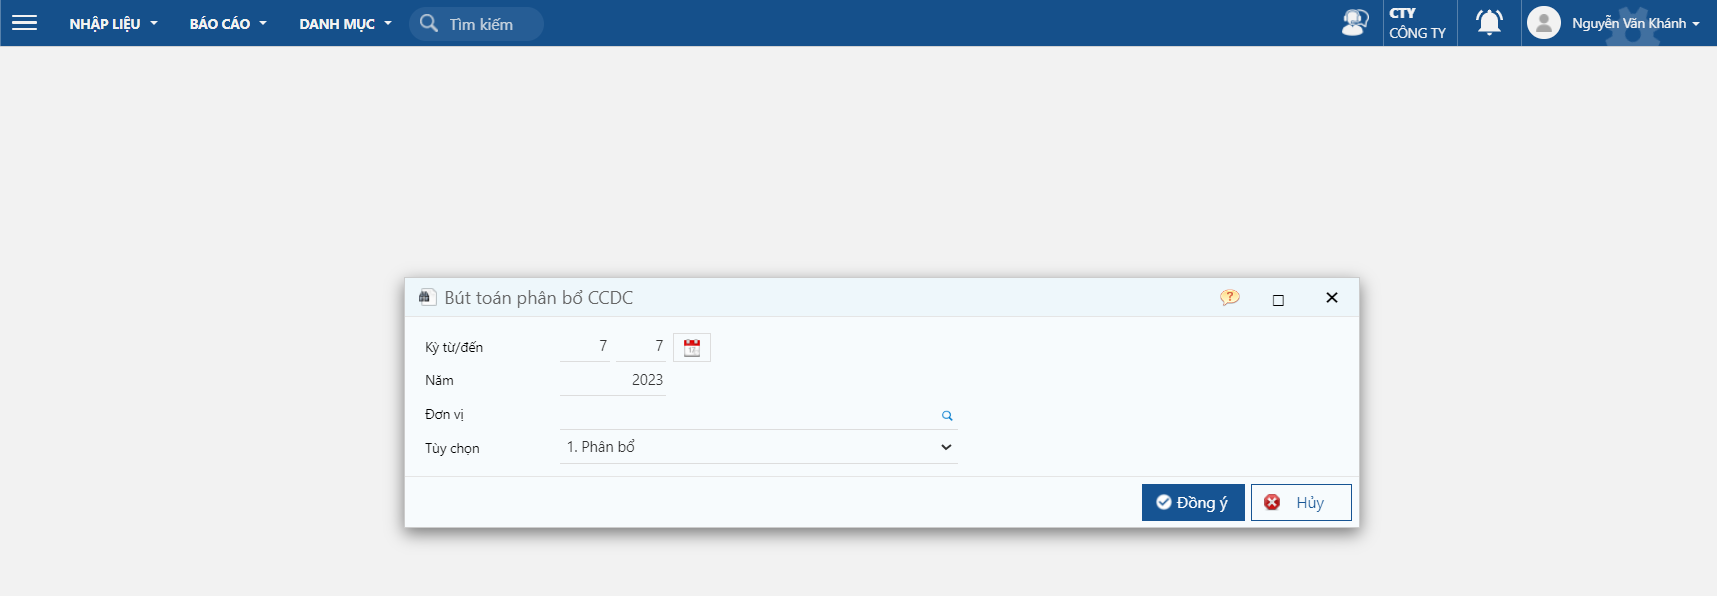 NHẬP LIỆU BÁO CÁO DANH MỤC Tìm kiếm CTY
CÔNG TY Nguyễn Văn Khánh
Bút toán phân bổ CCDC
Kỳ từ/đến 7 7
Năm 2023
Đơn vị
Tùy chọn 1. Phân bổ
Đồng ý Hủy